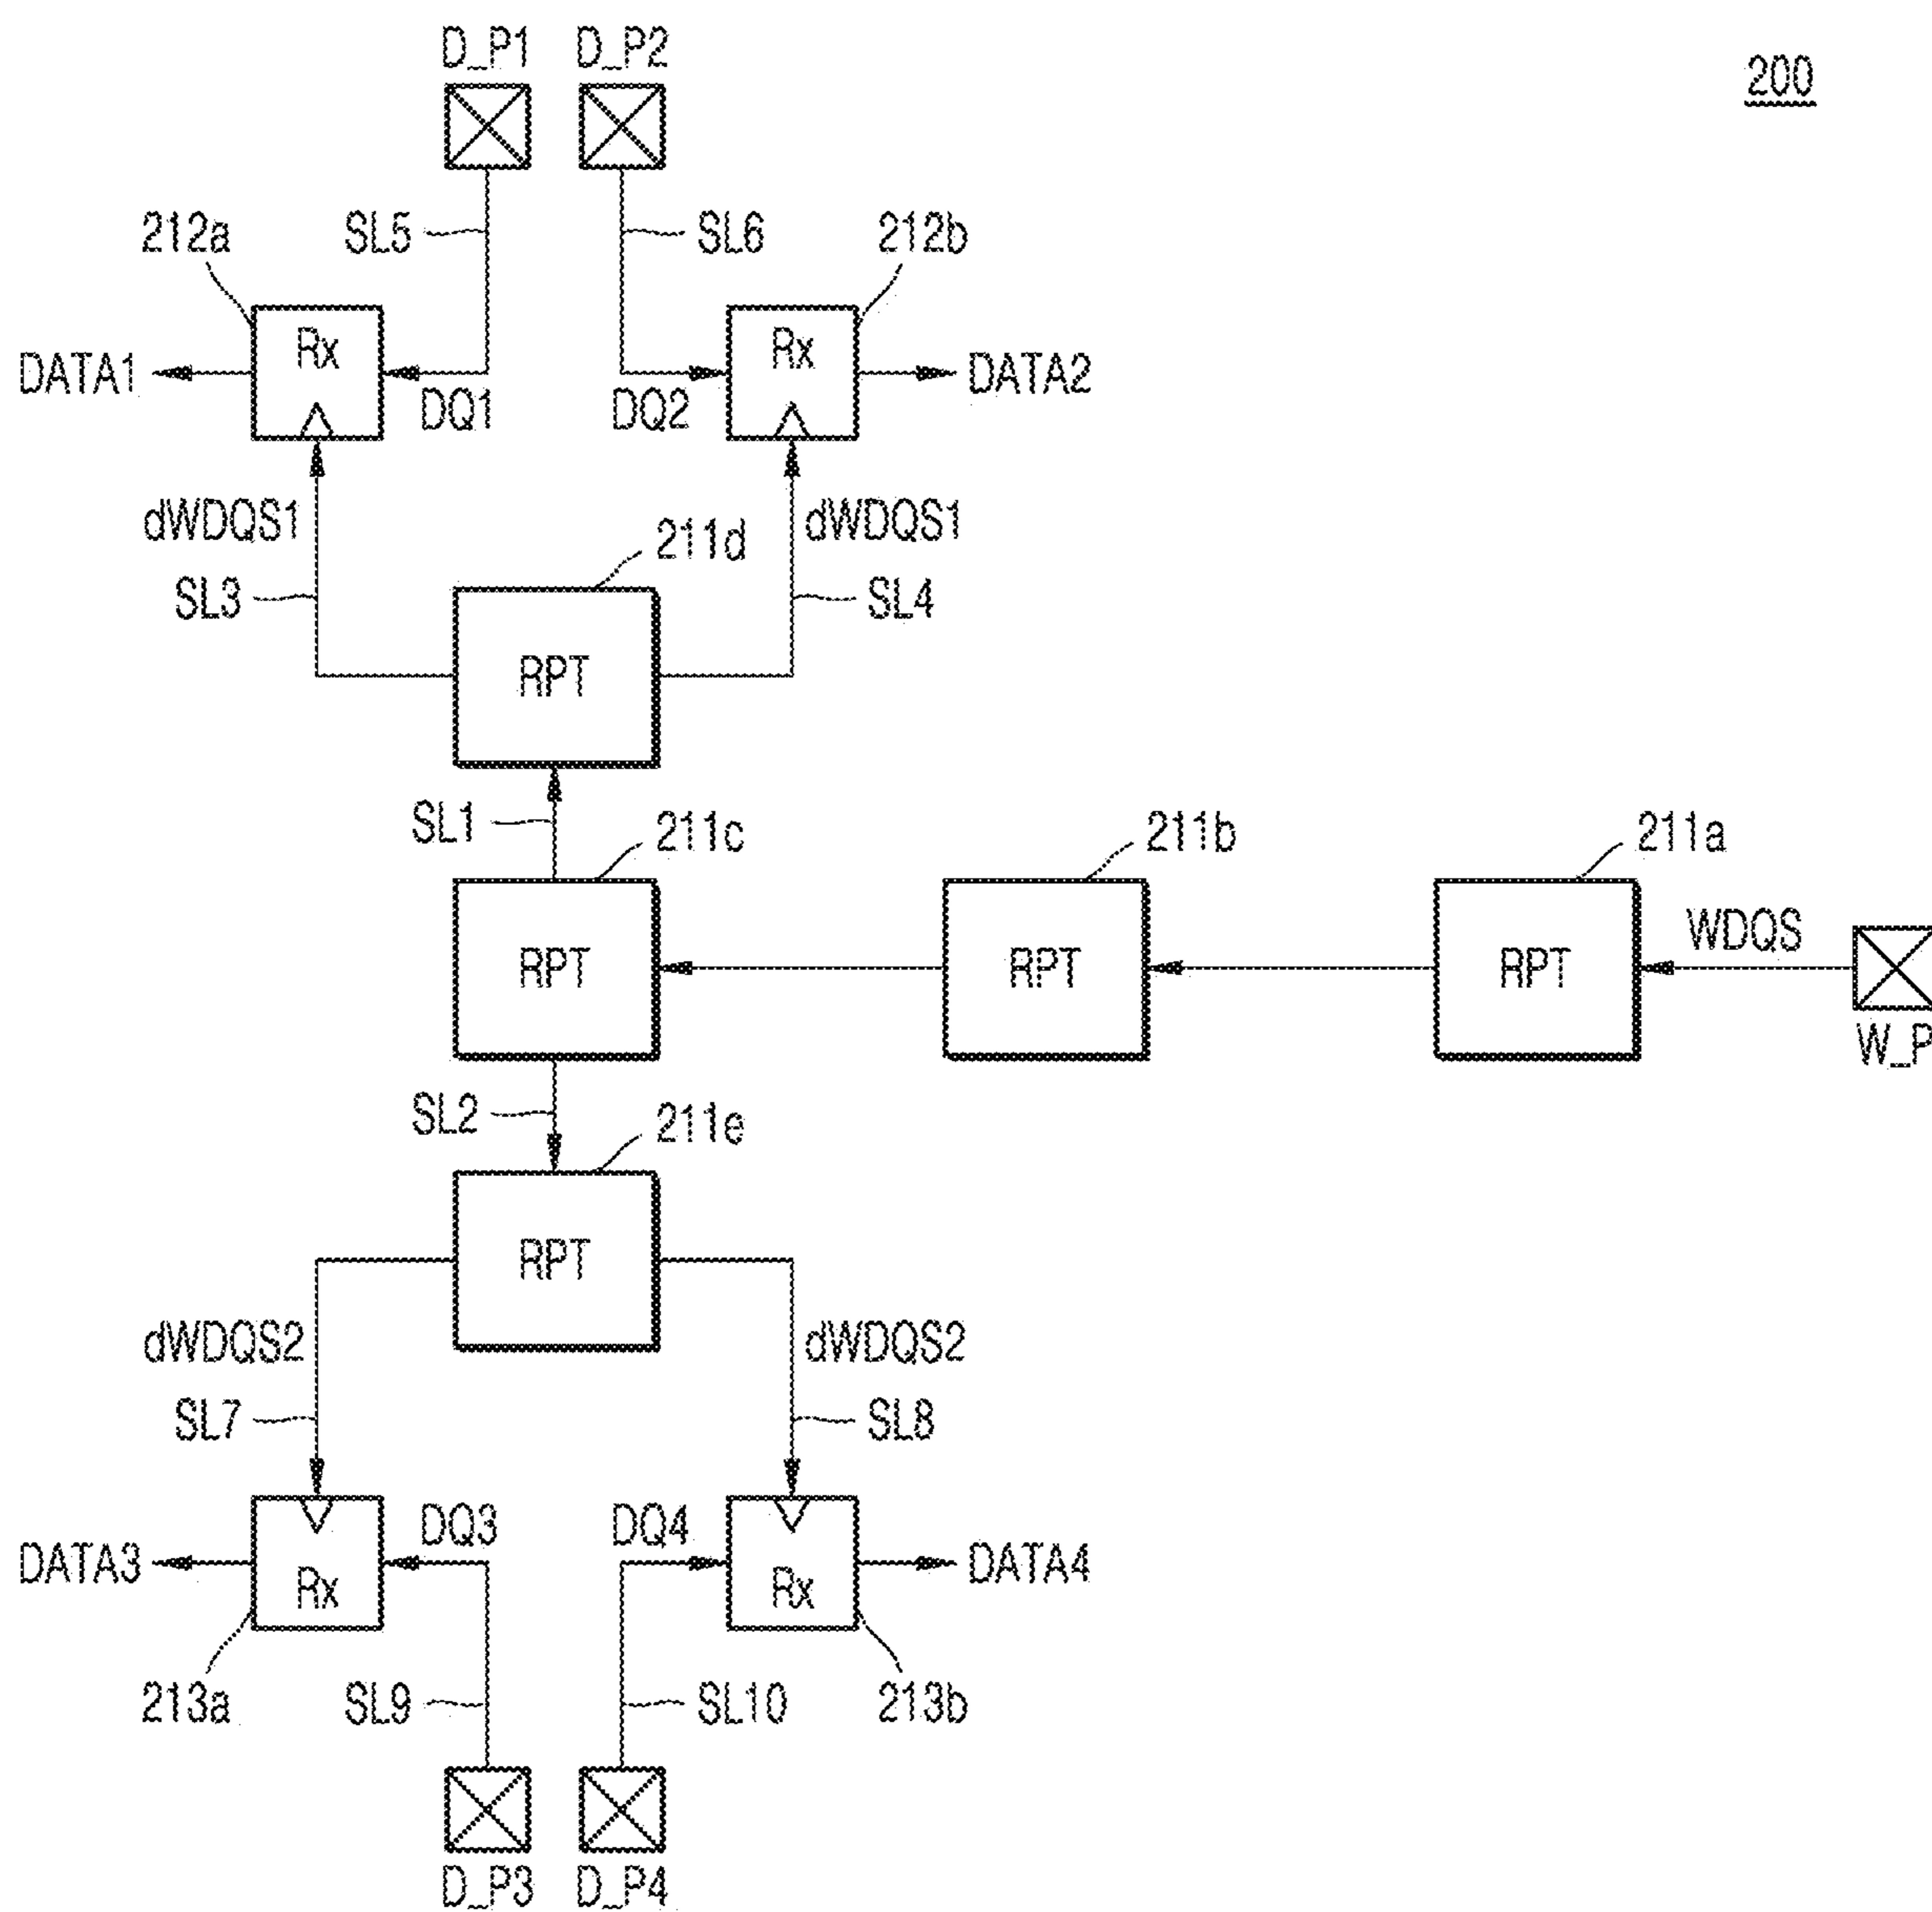 D_P1 D_P2
200
212a SL5 SL6 212b
Rx Rx
DATA1 DQ1 DQ2 DATA2
dWDQS1 211d dWDQS1
SL3 SL4
RPT
SL1 211c 211b 211a
RPT RPT RPT WDQS
W_P
SL2 211e
RPT
dWDQS2 dWDQS2
SL7 SL8
DQ3 DQ4
DATA3 Rx Rx DATA4
213a SL9 SL10 213b
D_P3 D_P4